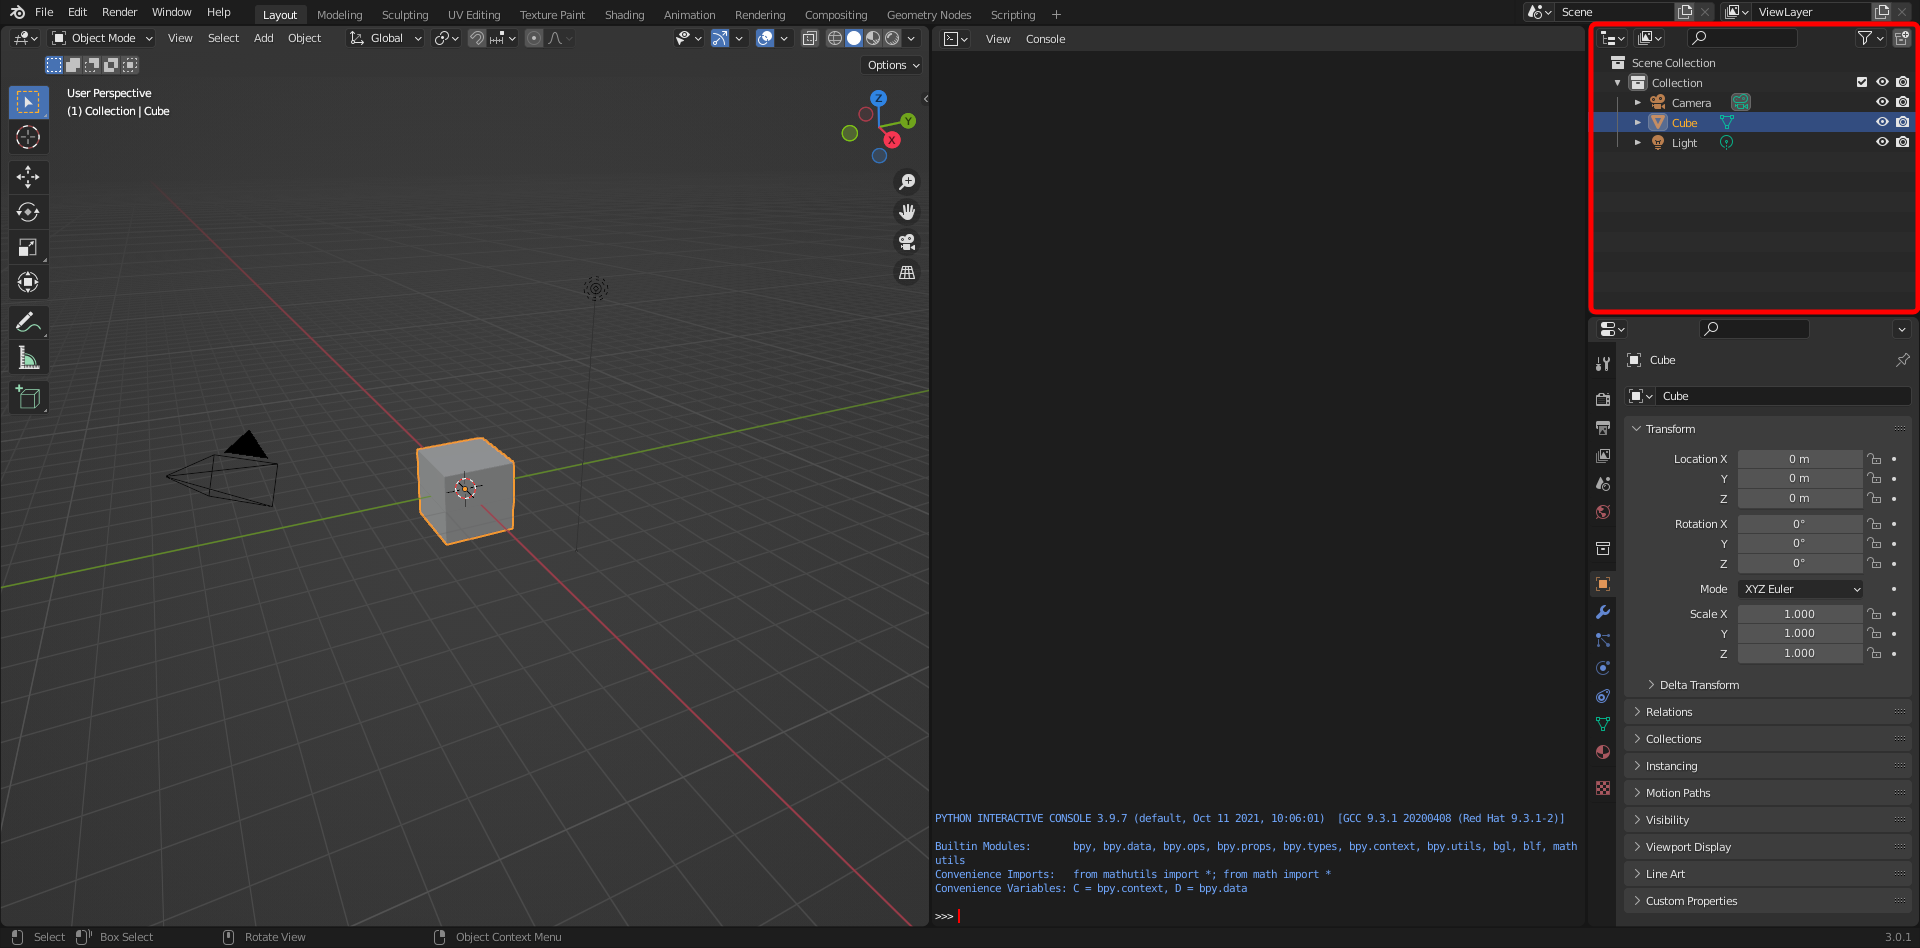 File Edit Render Window Help Layout Modeling Sculpting UV Editing Texture Paint Shading Animation Rendering Compositing Geometry Nodes Scripting Scene ViewLayer
Object Mode View Select Add Object Global
Options
User Perspective
(1) Collection | Cube
Z
Y
X
View Console
PYTHON INTERACTIVE CONSOLE 3.9.7 (default, Oct 11 2021, 10:06:01) [GCC 9.3.1 20200408 (Red Hat 9.3.1-2)]
Builtin Modules: bpy, bpy.data, bpy.ops, bpy.props, bpy.types, bpy.context, bpy.utils, bgl, blf, math
utils
Convenience Imports: from mathutils import *; from math import *
Convenience Variables: C = bpy.context, D = bpy.data
>>>
Scene Collection
Collection
Camera
Cube
Light
Cube
Cube
Transform
Location X 0 m
Y 0 m
Z 0 m
Rotation X 0°
Y 0°
Z 0°
Mode XYZ Euler
Scale X 1.000
Y 1.000
Z 1.000
Delta Transform
Relations
Collections
Instancing
Motion Paths
Visibility
Viewport Display
Line Art
Custom Properties
Select Box Select Rotate View Object Context Menu 3.0.1